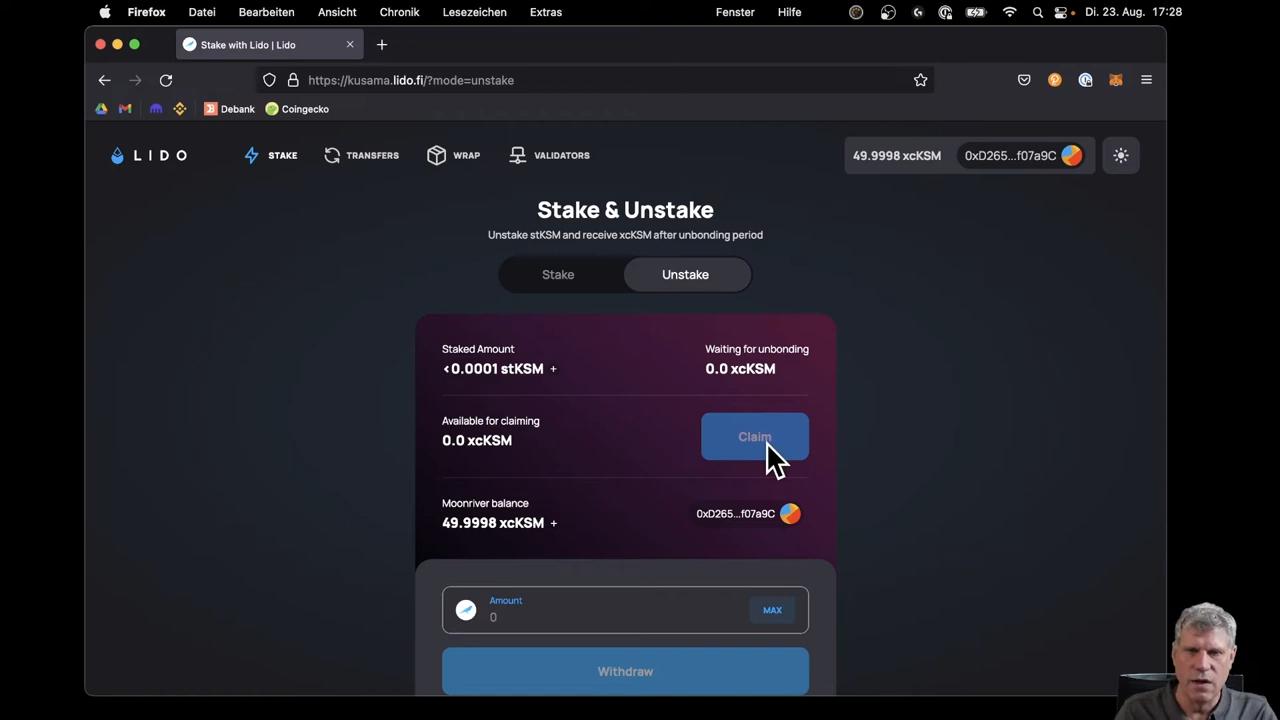 Firefox Datei Bearbeiten Ansicht Chronik Lesezeichen Extras Fenster Hilfe Di. 23. Aug. 17:28
Stake with Lido | Lido
https://kusama.lido.fi/?mode=unstake
Debank Coingecko
LIDO STAKE TRANSFERS WRAP VALIDATORS 49.9998 xcKSM 0xD265...f07a9C
Stake & Unstake
Unstake stKSM and receive xcKSM after unbonding period
Stake Unstake
Staked Amount Waiting for unbonding
<0.0001 stKSM + 0.0 xcKSM
Available for claiming
0.0 xcKSM Claim
Moonriver balance
49.9998 xcKSM + 0xD265...f07a9C
Amount
0 MAX
Withdraw